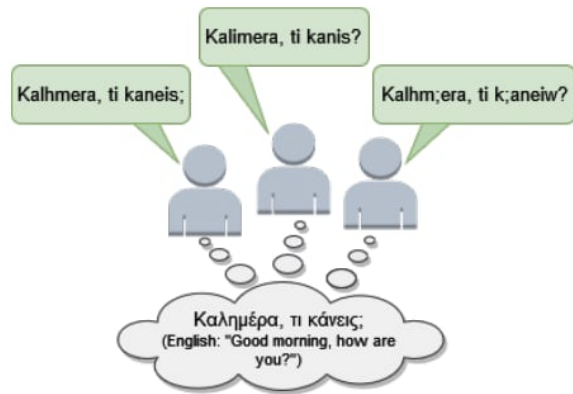 Kalimera, ti kanis?
Kalhmera, ti kaneis;
Kalhm;era, ti k;aneiw?
Καλημέρα, τι κάνεις;
(English: "Good morning, how are
you?")